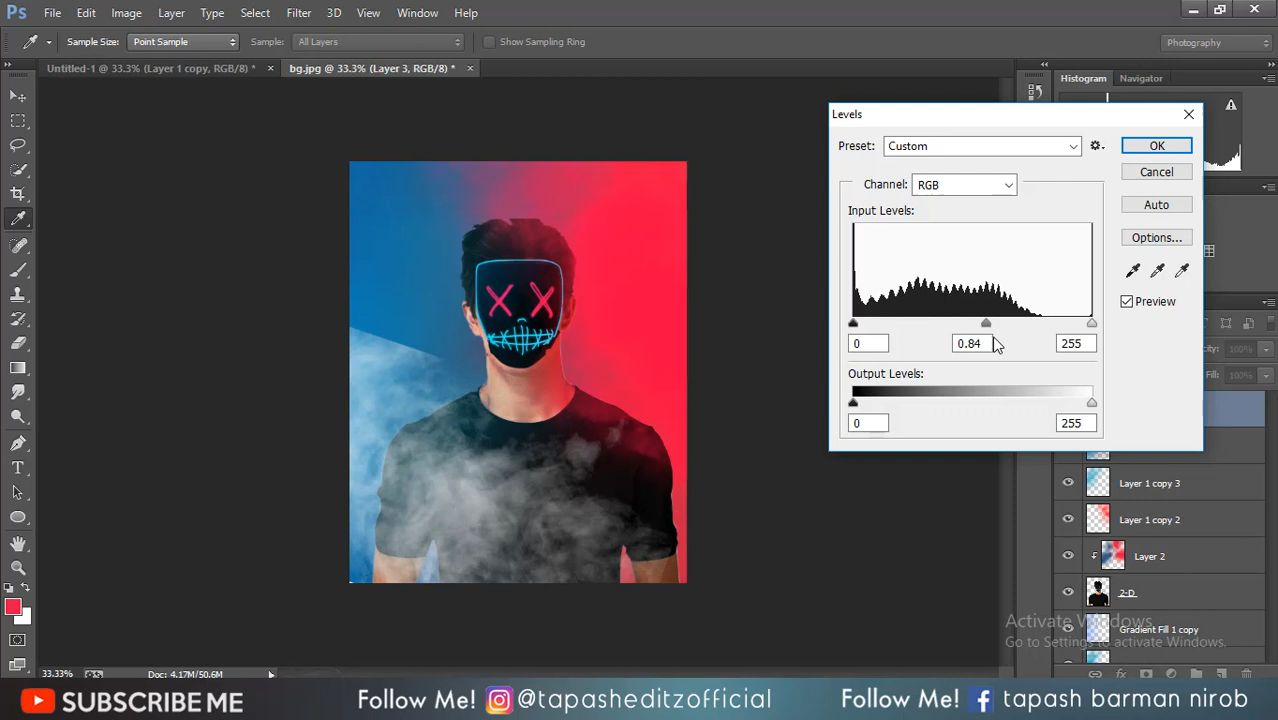 Ps File Edit Image Layer Type Select Filter 3D View Window Help
Sample Size: Point Sample Sample: All Layers Show Sampling Ring Photography
Untitled-1 @ 33.3% (Layer 1 copy, RGB/8) * × bg.jpg @ 33.3% (Layer 3, RGB/8) * × Histogram Navigator
Levels
Preset: Custom OK
Cancel
Channel: RGB
Auto
Input Levels:
Options...
Preview
0 0.84 255
Output Levels:
0 255
Opacity: 100%
Fill: 100%
Layer 1 copy 3
Layer 1 copy 2
Layer 2
2-D
Gradient Fill 1 copy
Activate Windows
Go to Settings to activate Windows.
33.33% Doc: 4.17M/50.6M
SUBSCRIBE ME Follow Me! @tapasheditzofficial Follow Me! tapash barman nirob